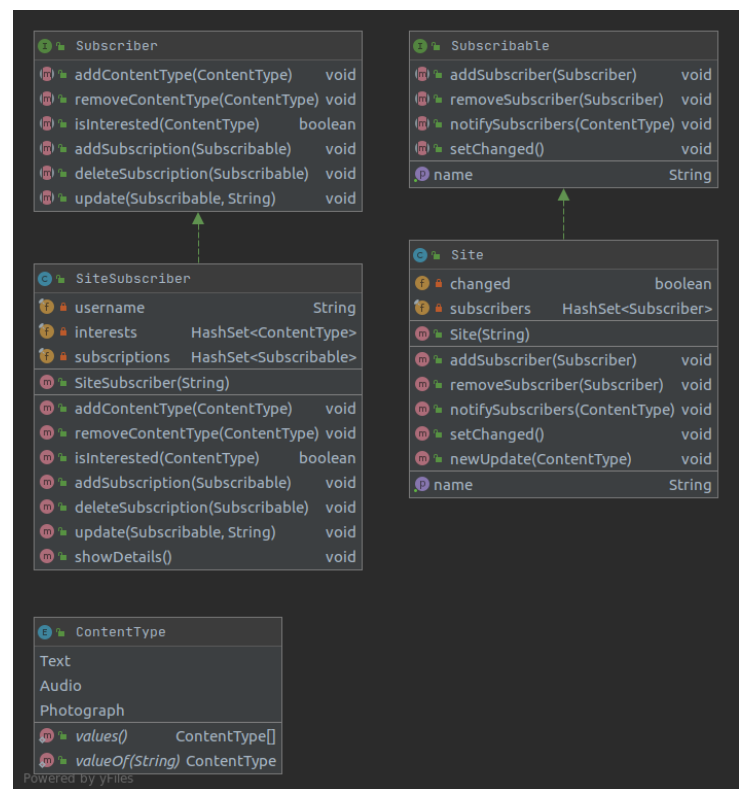 Subscriber
addContentType(ContentType) void
removeContentType(ContentType) void
isInterested(ContentType) boolean
addSubscription(Subscribable) void
deleteSubscription(Subscribable) void
update(Subscribable, String) void
Subscribable
addSubscriber(Subscriber) void
removeSubscriber(Subscriber) void
notifySubscribers(ContentType) void
setChanged() void
name String
SiteSubscriber
username String
interests HashSet<ContentType>
subscriptions HashSet<Subscribable>
SiteSubscriber(String)
addContentType(ContentType) void
removeContentType(ContentType) void
isInterested(ContentType) boolean
addSubscription(Subscribable) void
deleteSubscription(Subscribable) void
update(Subscribable, String) void
showDetails() void
Site
changed boolean
subscribers HashSet<Subscriber>
Site(String)
addSubscriber(Subscriber) void
removeSubscriber(Subscriber) void
notifySubscribers(ContentType) void
setChanged() void
newUpdate(ContentType) void
name String
ContentType
Text
Audio
Photograph
values() ContentType[]
valueOf(String) ContentType
Powered by yFiles